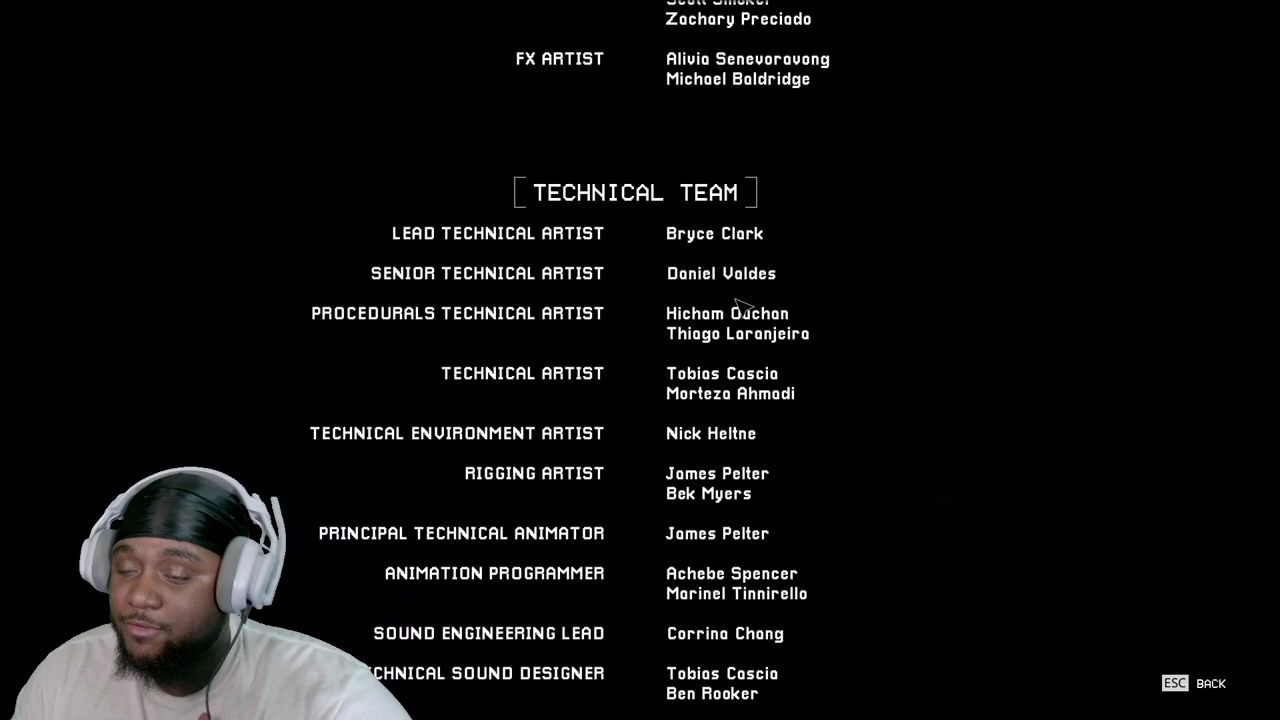 Zachary Preciado
FX ARTIST Alivia Senevoravong
Michael Baldridge
TECHNICAL TEAM
LEAD TECHNICAL ARTIST Bryce Clark
SENIOR TECHNICAL ARTIST Daniel Valdes
PROCEDURALS TECHNICAL ARTIST Hicham
Thiago Laranjeira
TECHNICAL ARTIST Tobias Cascia
Morteza Ahmadi
TECHNICAL ENVIRONMENT ARTIST Nick Heltne
RIGGING ARTIST James Pelter
Bek Myers
PRINCIPAL TECHNICAL ANIMATOR James Pelter
ANIMATION PROGRAMMER Achebe Spencer
Marinel Tinnirello
SOUND ENGINEERING LEAD Corrina Chang
SOUND DESIGNER Tobias Cascia
Ben Rooker
ESC BACK